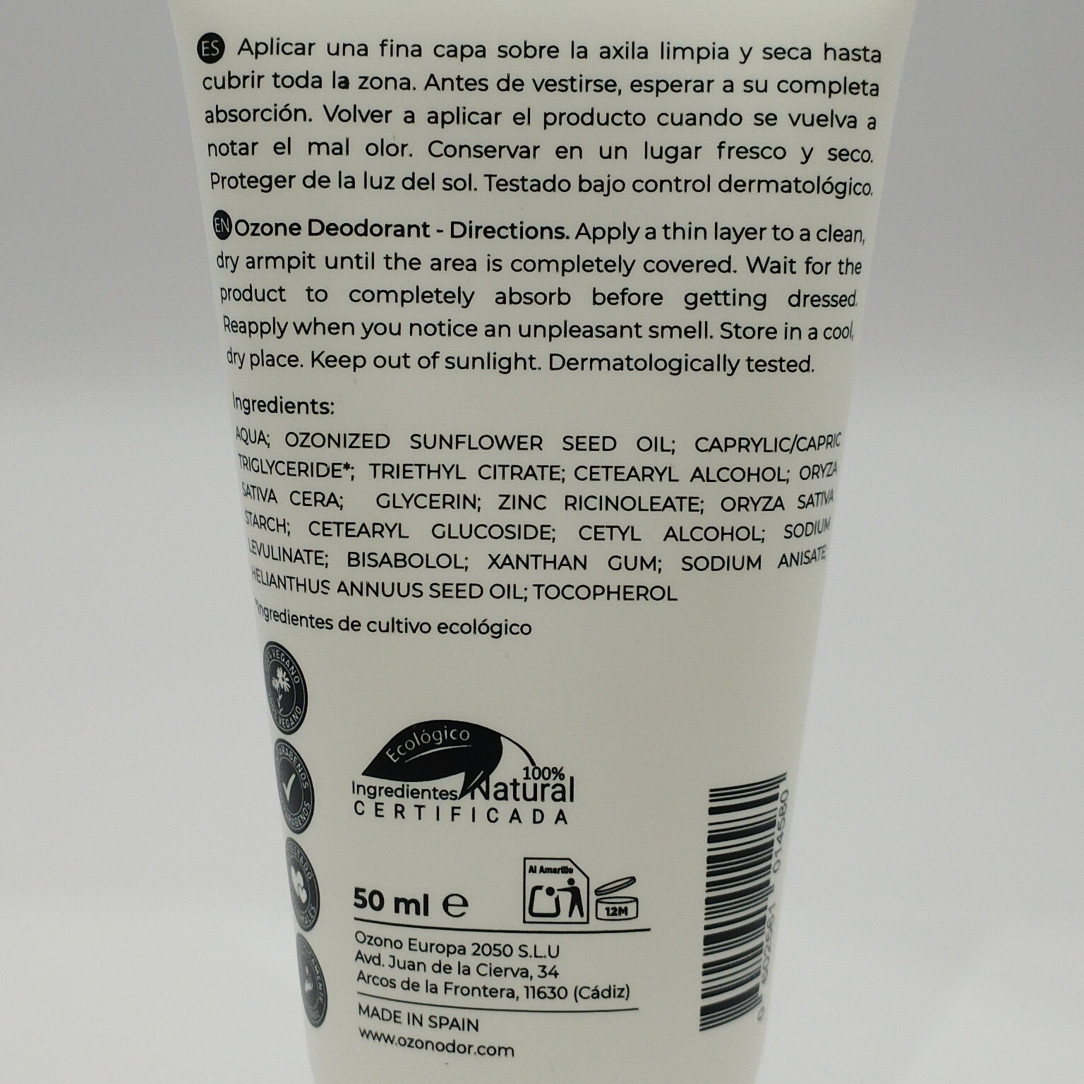 ES Aplicar una fina capa sobre la axila limpia y seca hasta
cubrir toda la zona. Antes de vestirse, esperar a su completa
absorción. Volver a aplicar el producto cuando se vuelva a
notar el mal olor. Conservar en un lugar fresco y seco.
Proteger de la luz del sol. Testado bajo control dermatológico.
EN Ozone Deodorant - Directions. Apply a thin layer to a clean,
dry armpit until the area is completely covered. Wait for the
product to completely absorb before getting dressed.
Reapply when you notice an unpleasant smell. Store in a cool,
dry place. Keep out of sunlight. Dermatologically tested.
Ingredients:
AQUA; OZONIZED SUNFLOWER SEED OIL; CAPRYLIC/CAPRIC
TRIGLYCERIDE*; TRIETHYL CITRATE; CETEARYL ALCOHOL; ORYZA
SATIVA CERA; GLYCERIN; ZINC RICINOLEATE; ORYZA SATIVA
STARCH; CETEARYL GLUCOSIDE; CETYL ALCOHOL; SODIUM
LEVULINATE; BISABOLOL; XANTHAN GUM; SODIUM ANISATE;
HELIANTHUS ANNUUS SEED OIL; TOCOPHEROL
*Ingredientes de cultivo ecológico
VEGANO
VEGANO
Ecológico
100%
Ingredientes Natural
CERTIFICADA
Al Amarillo
12M
50 ml e
Ozono Europa 2050 S.L.U
Avd. Juan de la Cierva, 34
Arcos de la Frontera, 11630 (Cádiz)
MADE IN SPAIN
www.ozonodor.com
014680